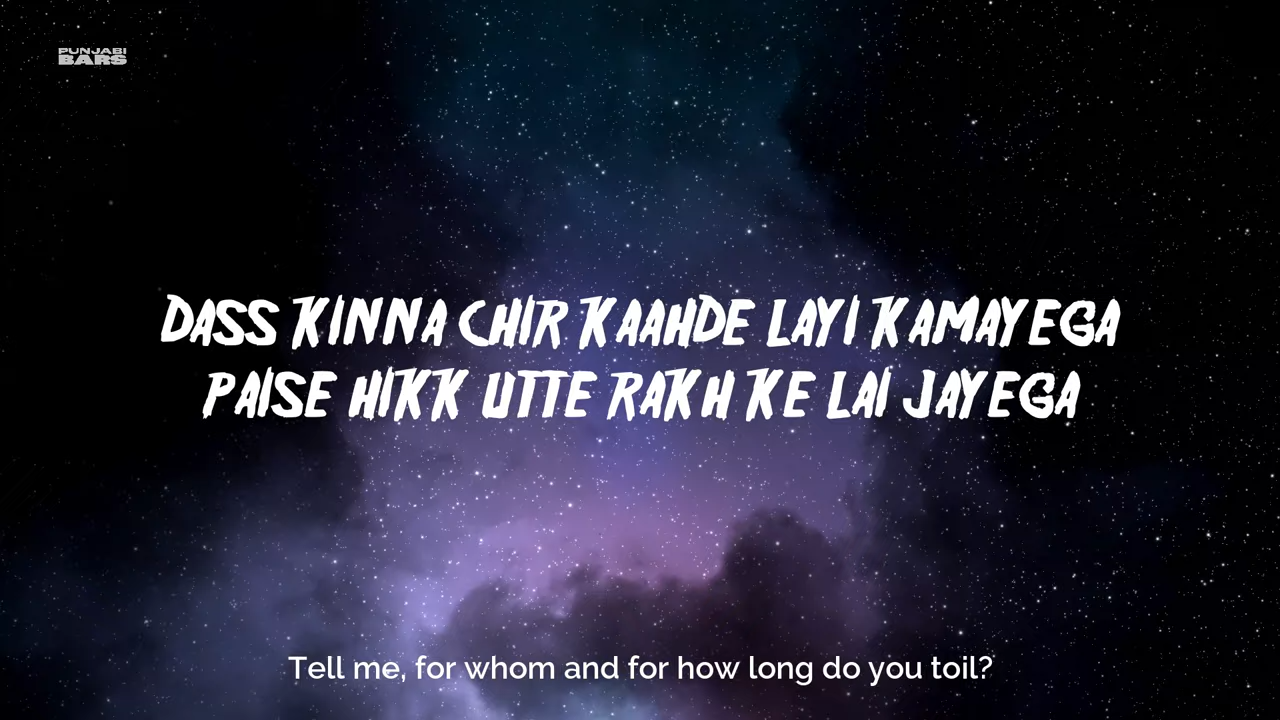 PUNJABI
BARS
DASS KINNA CHIR KAAHDE LAYI KAMAYEGA
PAISE HIKK UTTE RAKH KE LAI JAYEGA
Tell me, for whom and for how long do you toil?